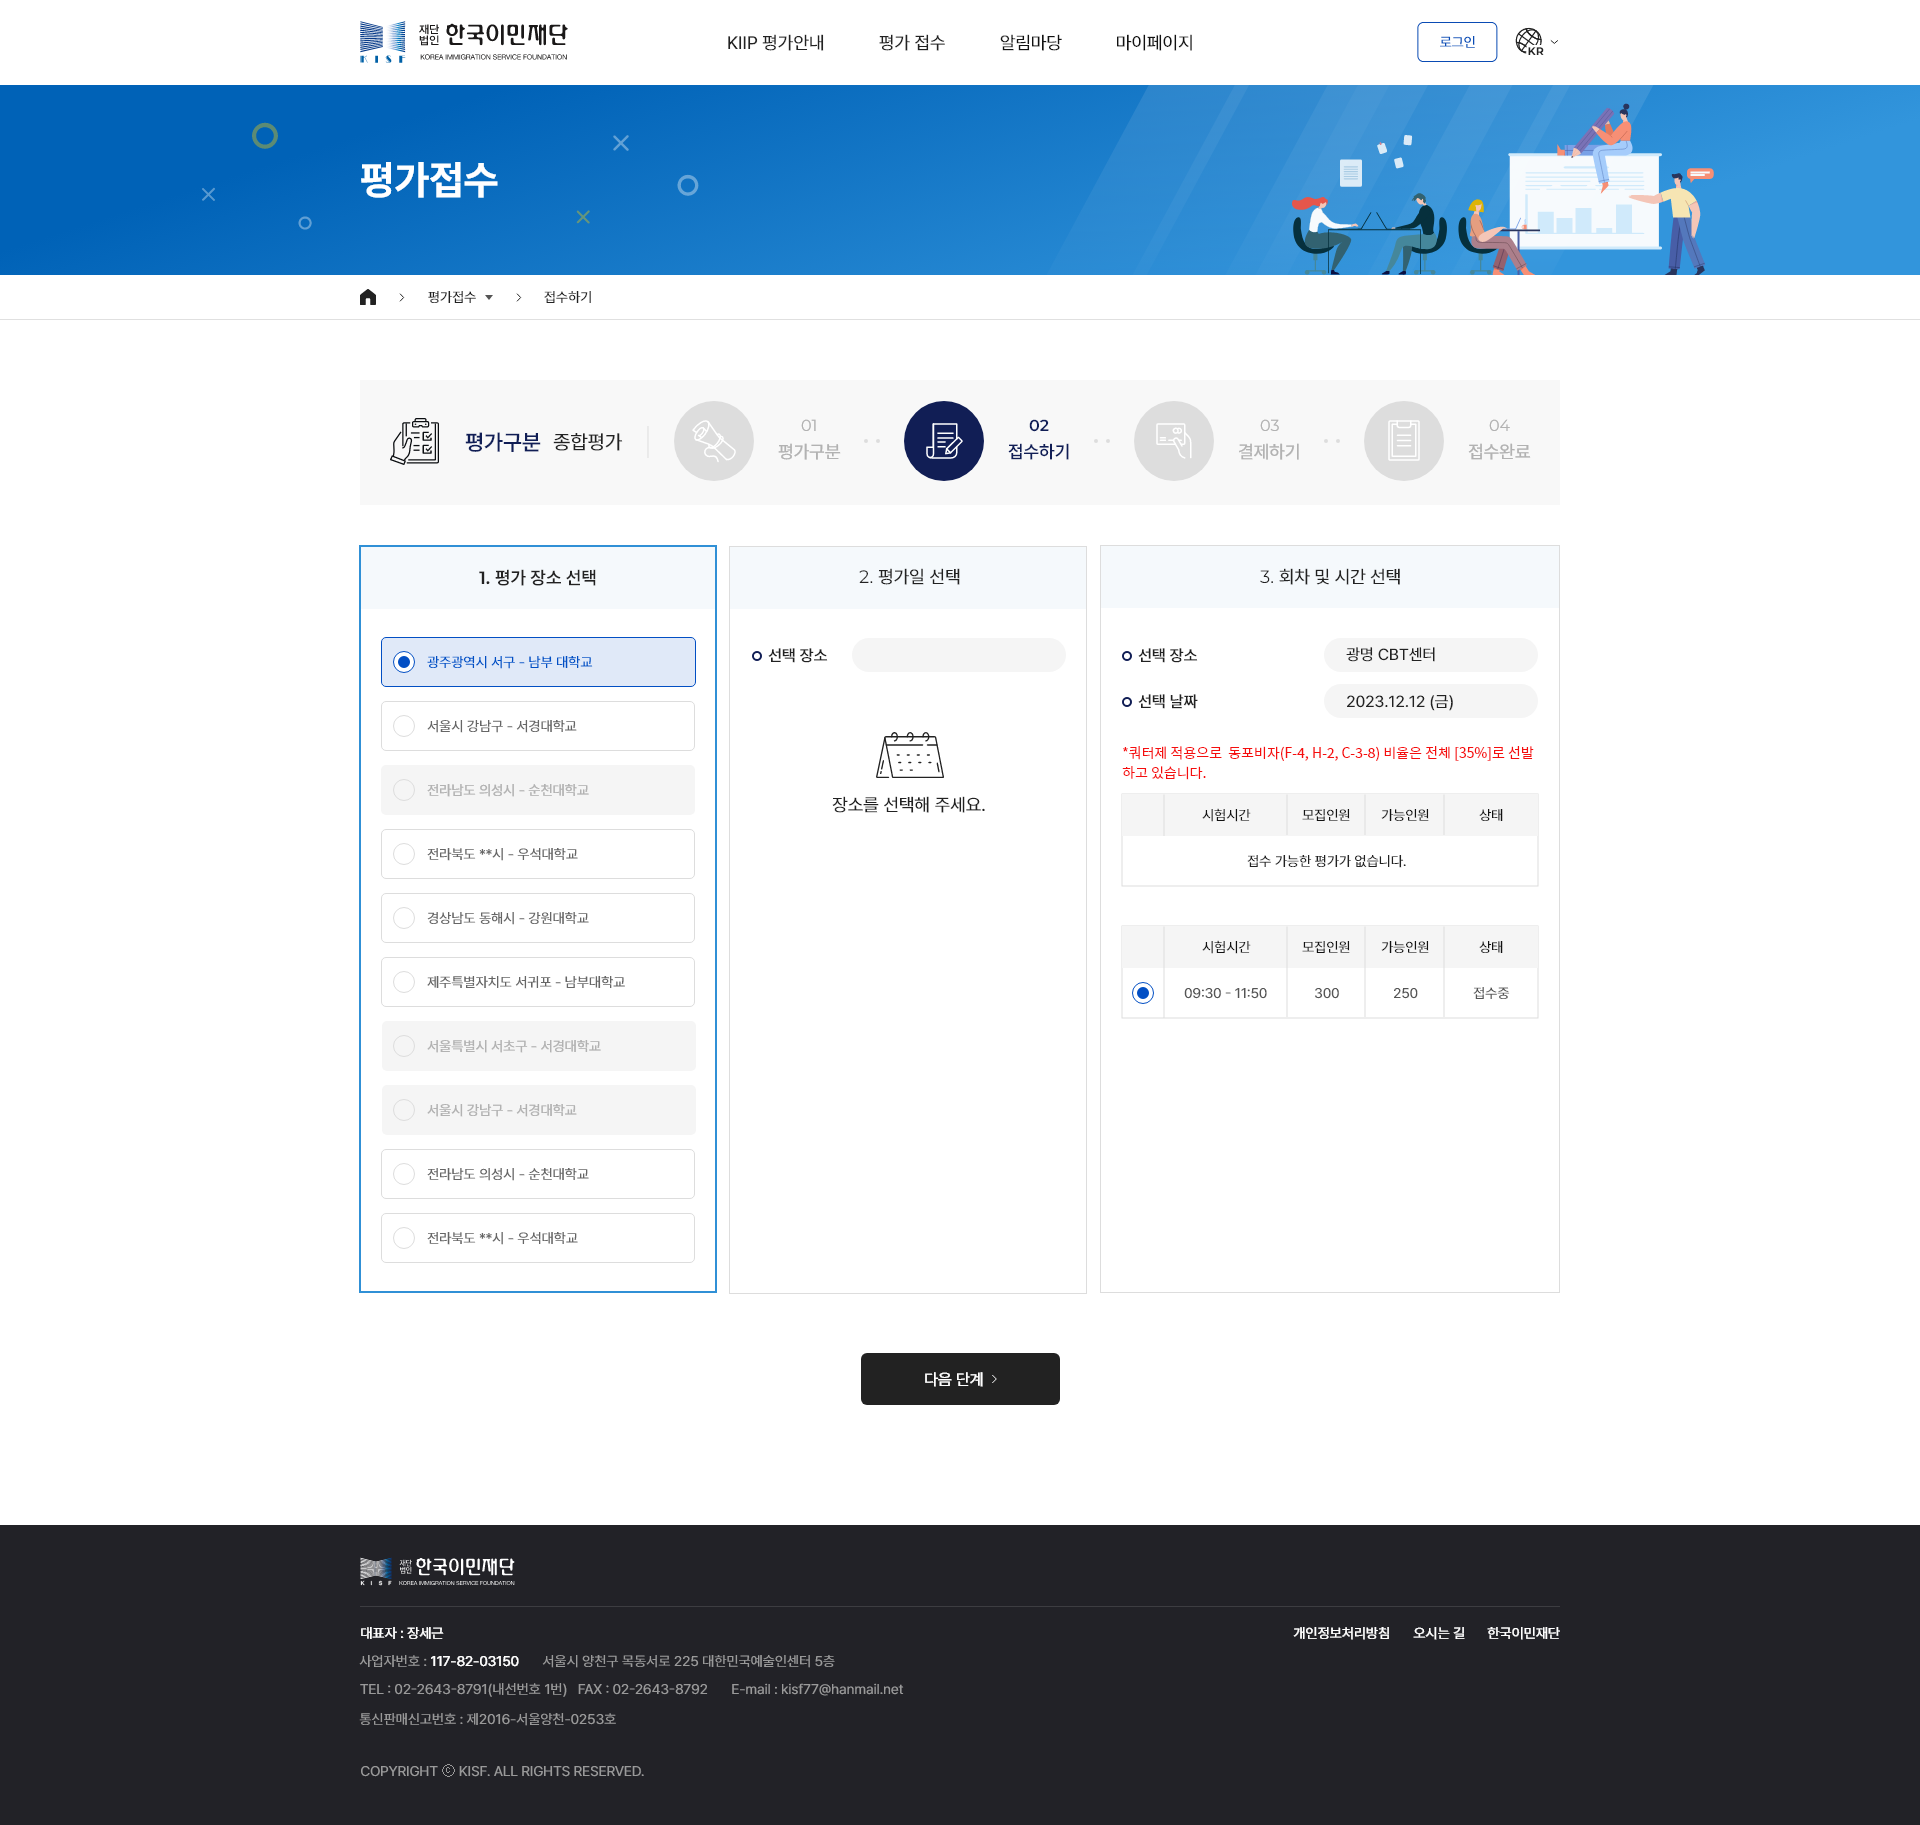 재단
법인
한국이민재단
KISF
KOREA IMMIGRATION SERVICE FOUNDATION
KIIP 평가안내
평가 접수
알림마당
마이페이지
로그인
KR
평가접수
평가접수
접수하기
평가구분 종합평가
01
평가구분
02
접수하기
03
결제하기
04
접수완료
1. 평가 장소 선택
광주광역시 서구 - 남부 대학교
서울시 강남구 - 서경대학교
전라남도 의성시 - 순천대학교
전라북도 **시 - 우석대학교
경상남도 동해시 - 강원대학교
제주특별자치도 서귀포 - 남부대학교
서울특별시 서초구 - 서경대학교
서울시 강남구 - 서경대학교
전라남도 의성시 - 순천대학교
전라북도 **시 - 우석대학교
2. 평가일 선택
선택 장소
장소를 선택해 주세요.
3. 회차 및 시간 선택
선택 장소 광명 CBT센터
선택 날짜 2023.12.12 (금)
*쿼터제 적용으로 동포비자(F-4, H-2, C-3-8) 비율은 전체 [35%]로 선발
하고 있습니다.
시험시간 모집인원 가능인원 상태
접수 가능한 평가가 없습니다.
시험시간 모집인원 가능인원 상태
09:30 - 11:50 300 250 접수중
다음 단계
재단
법인
한국이민재단
KISF
KOREA IMMIGRATION SERVICE FOUNDATION
대표자 : 장세근
개인정보처리방침 오시는 길 한국이민재단
사업자번호 : 117-82-03150 서울시 양천구 목동서로 225 대한민국예술인센터 5층
TEL : 02-2643-8791(내선번호 1번) FAX : 02-2643-8792 E-mail : kisf77@hanmail.net
통신판매신고번호 : 제2016-서울양천-0253호
COPYRIGHT ⓒ KISF. ALL RIGHTS RESERVED.